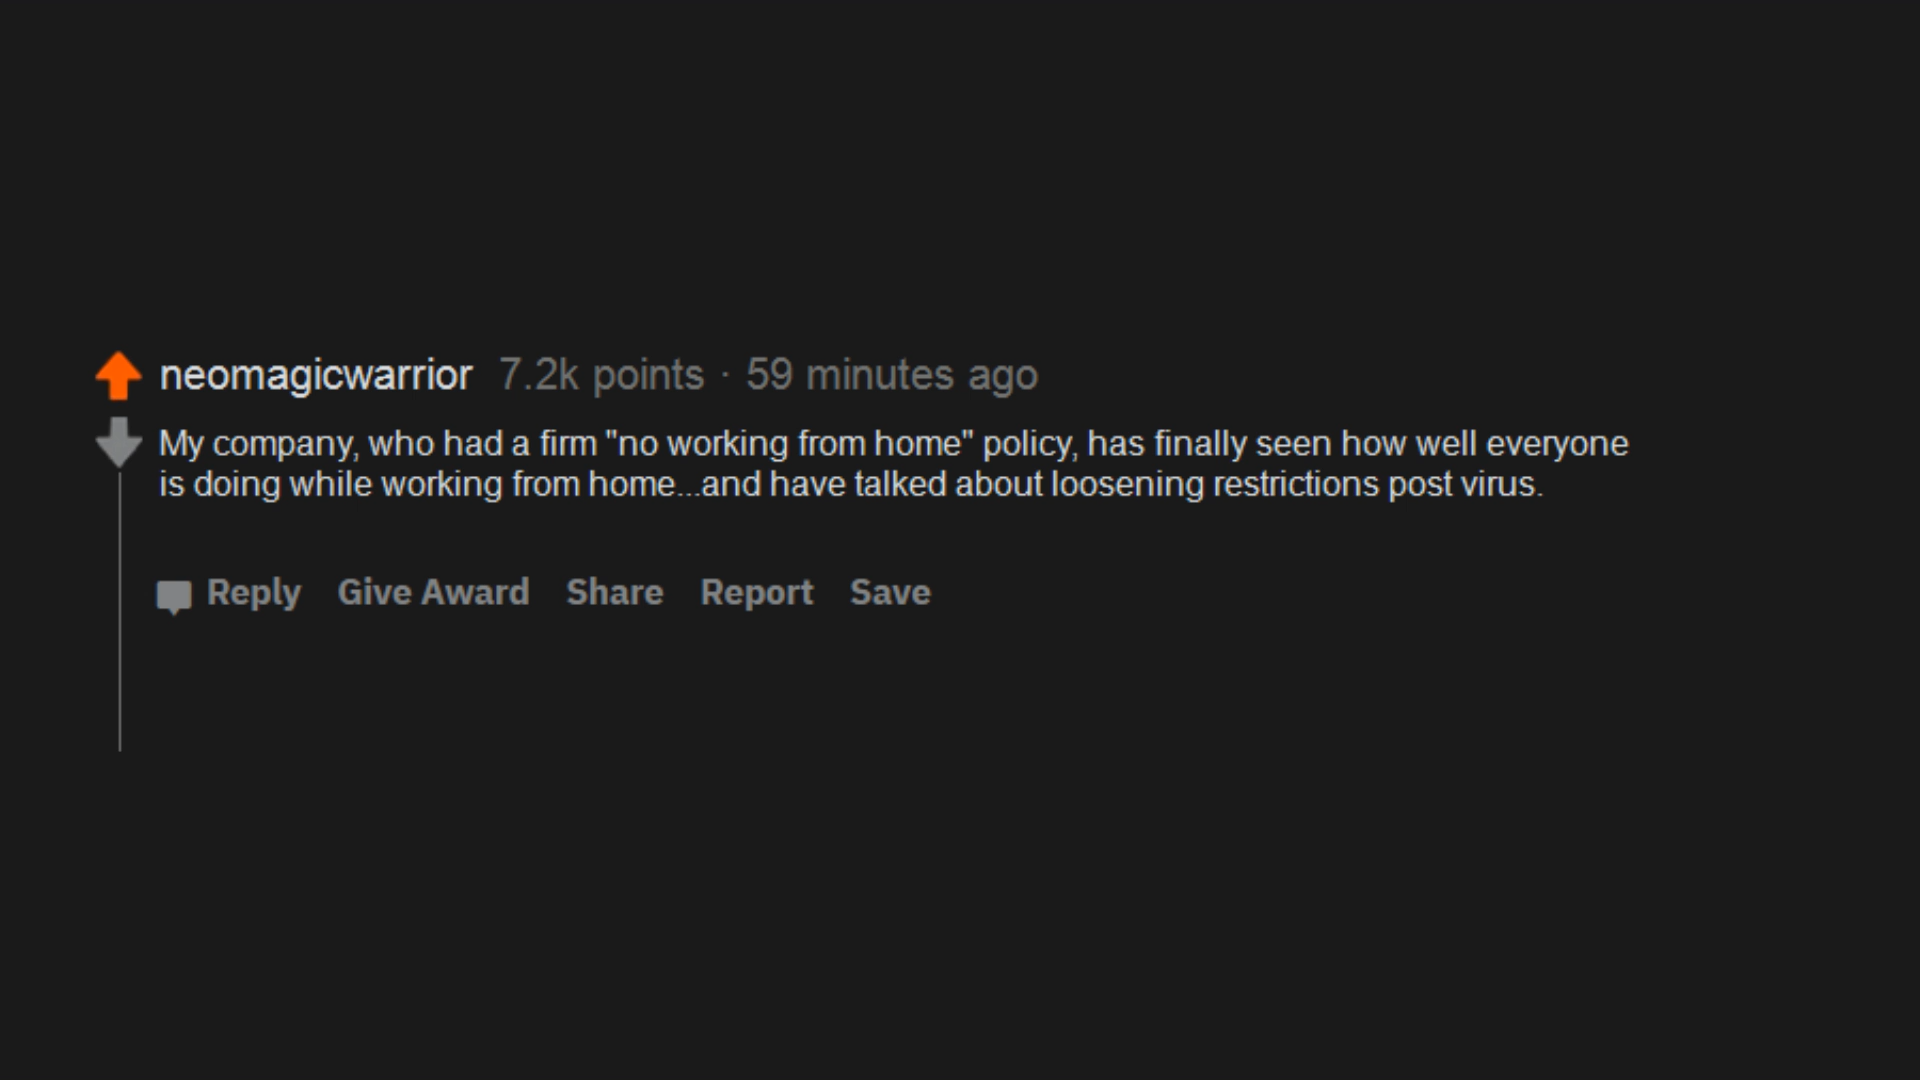 neomagicwarrior 7.2k points · 59 minutes ago
My company, who had a firm "no working from home" policy, has finally seen how well everyone
is doing while working from home...and have talked about loosening restrictions post virus.
Reply Give Award Share Report Save